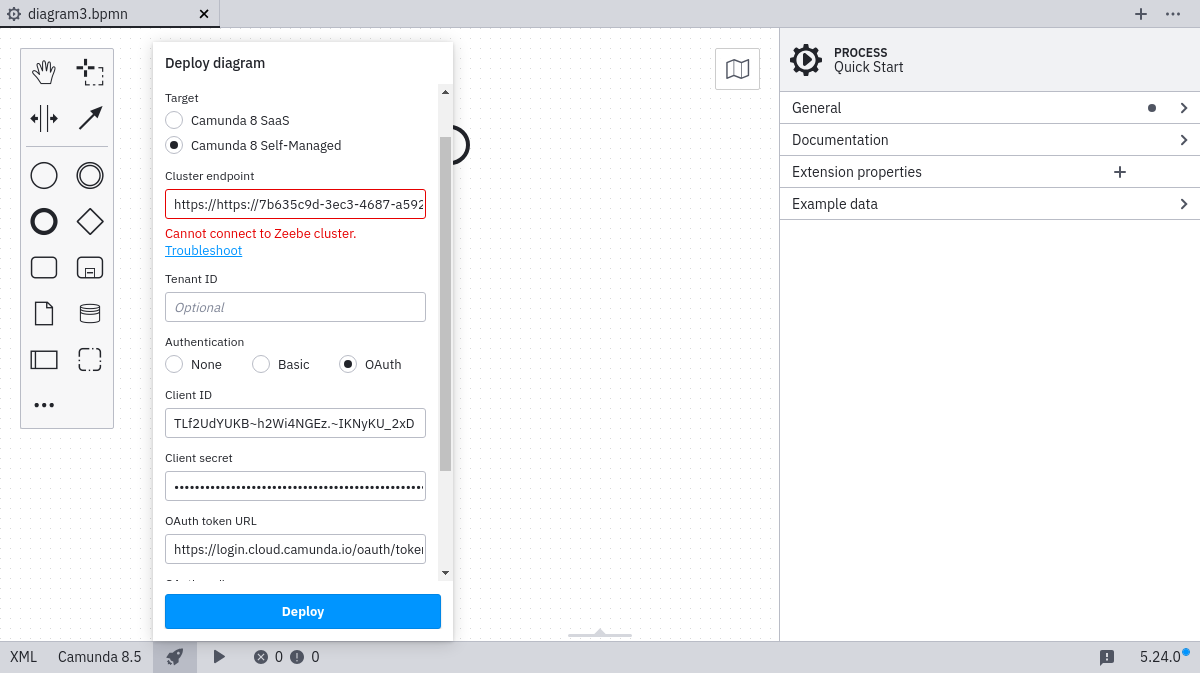 diagram3.bpmn
Deploy diagram
Target
Camunda 8 SaaS
Camunda 8 Self-Managed
Cluster endpoint
https://https://7b635c9d-3ec3-4687-a592
Cannot connect to Zeebe cluster.
Troubleshoot
Tenant ID
Optional
Authentication
None Basic OAuth
Client ID
TLf2UdYUKB~h2Wi4NGEz.~IKNyKU_2xD
Client secret
OAuth token URL
https://login.cloud.camunda.io/oauth/token
Deploy
PROCESS
Quick Start
General
Documentation
Extension properties
Example data
XML Camunda 8.5 0 0 5.24.0